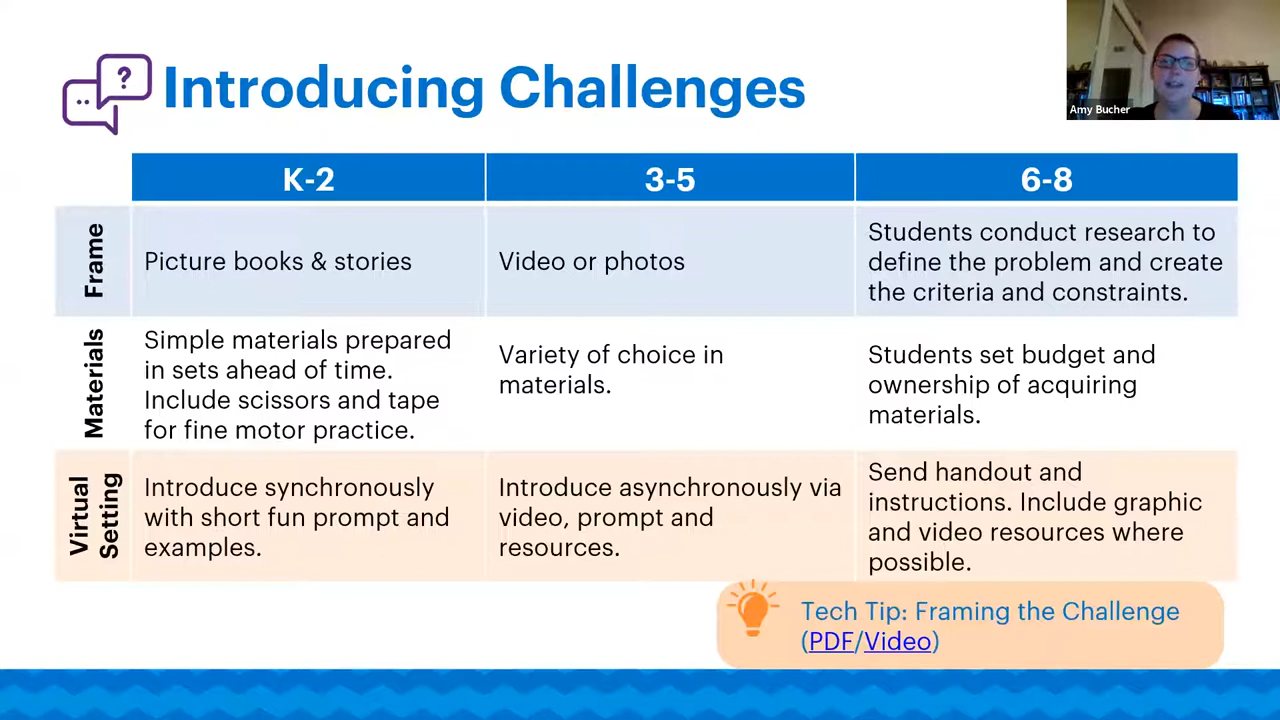 ?
Introducing Challenges
Amy Bucher
K-2
3-5
6-8
Frame
Picture books & stories
Video or photos
Students conduct research to
define the problem and create
the criteria and constraints.
Materials
Simple materials prepared
in sets ahead of time.
Include scissors and tape
for fine motor practice.
Variety of choice in
materials.
Students set budget and
ownership of acquiring
materials.
Virtual
Setting
Introduce synchronously
with short fun prompt and
examples.
Introduce asynchronously via
video, prompt and
resources.
Send handout and
instructions. Include graphic
and video resources where
possible.
Tech Tip: Framing the Challenge
(PDF/Video)